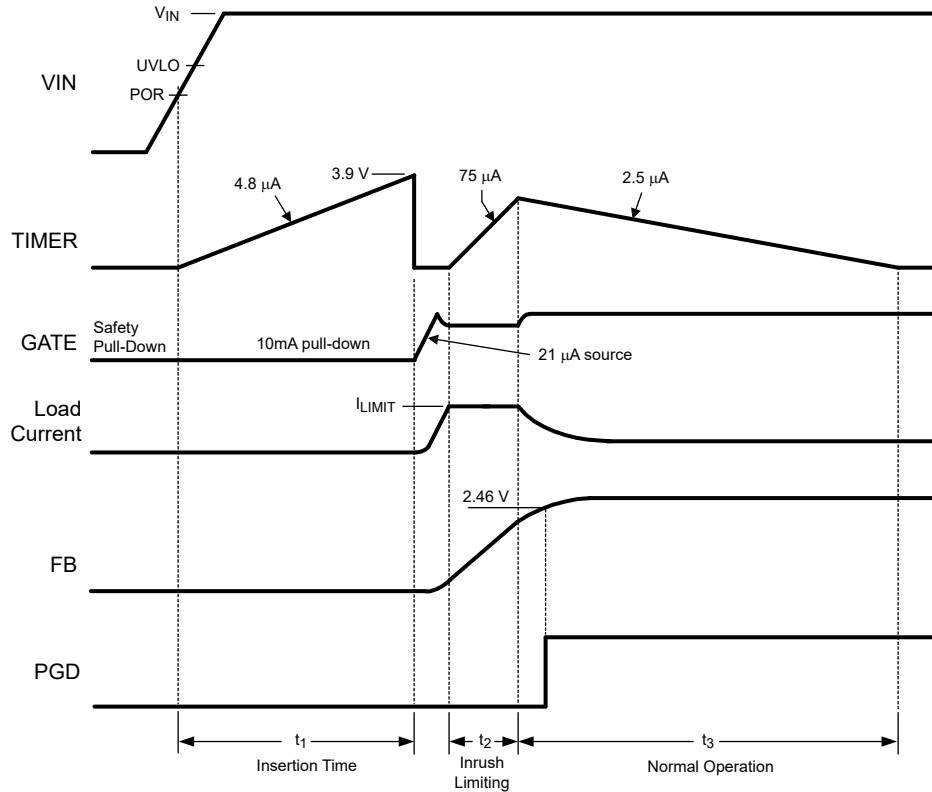 VIN
UVLO
VIN
POR
4.8 μA
3.9 V
75 μA
2.5 μA
TIMER
Safety
Pull-Down
GATE
10mA pull-down
21 μA source
Load
Current
ILIMIT
2.46 V
FB
PGD
t1
t2
t3
Insertion Time
Inrush
Limiting
Normal Operation